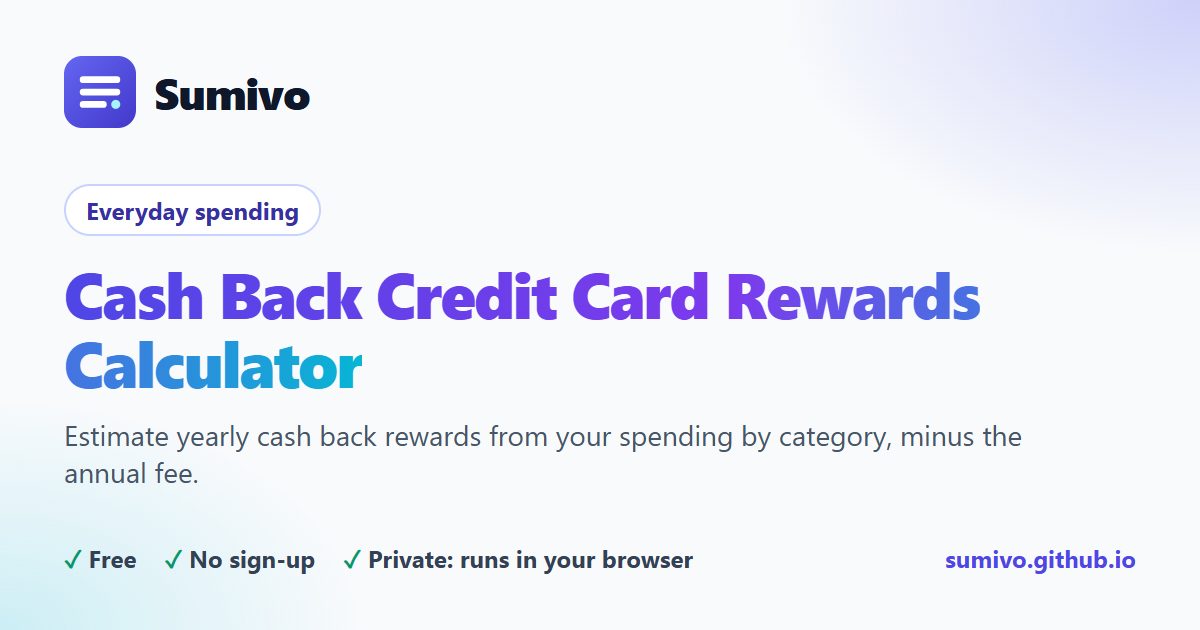 Sumivo
Everyday spending
Cash Back Credit Card Rewards
Calculator
Estimate yearly cash back rewards from your spending by category, minus the
annual fee.
✓ Free ✓ No sign-up ✓ Private: runs in your browser
sumivo.github.io